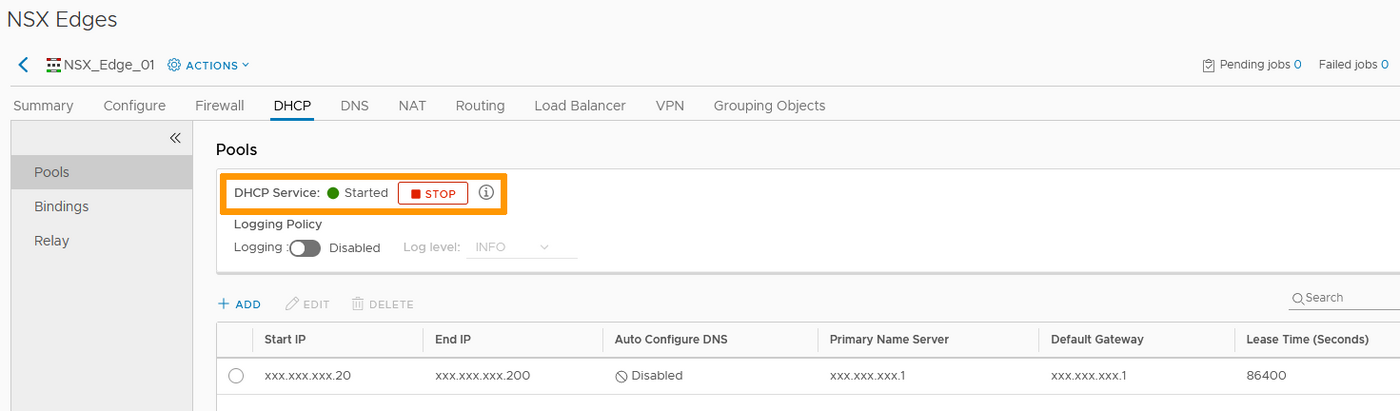 NSX Edges
NSX_Edge_01 ACTIONS Pending jobs 0 Failed jobs 0
Summary Configure Firewall DHCP DNS NAT Routing Load Balancer VPN Grouping Objects
Pools
Pools
Bindings
Relay
DHCP Service: Started STOP
Logging Policy
Logging : Disabled Log level: INFO
+ ADD EDIT DELETE Search
Start IP End IP Auto Configure DNS Primary Name Server Default Gateway Lease Time (Seconds)
xxx.xxx.xxx.20 xxx.xxx.xxx.200 Disabled xxx.xxx.xxx.1 xxx.xxx.xxx.1 86400